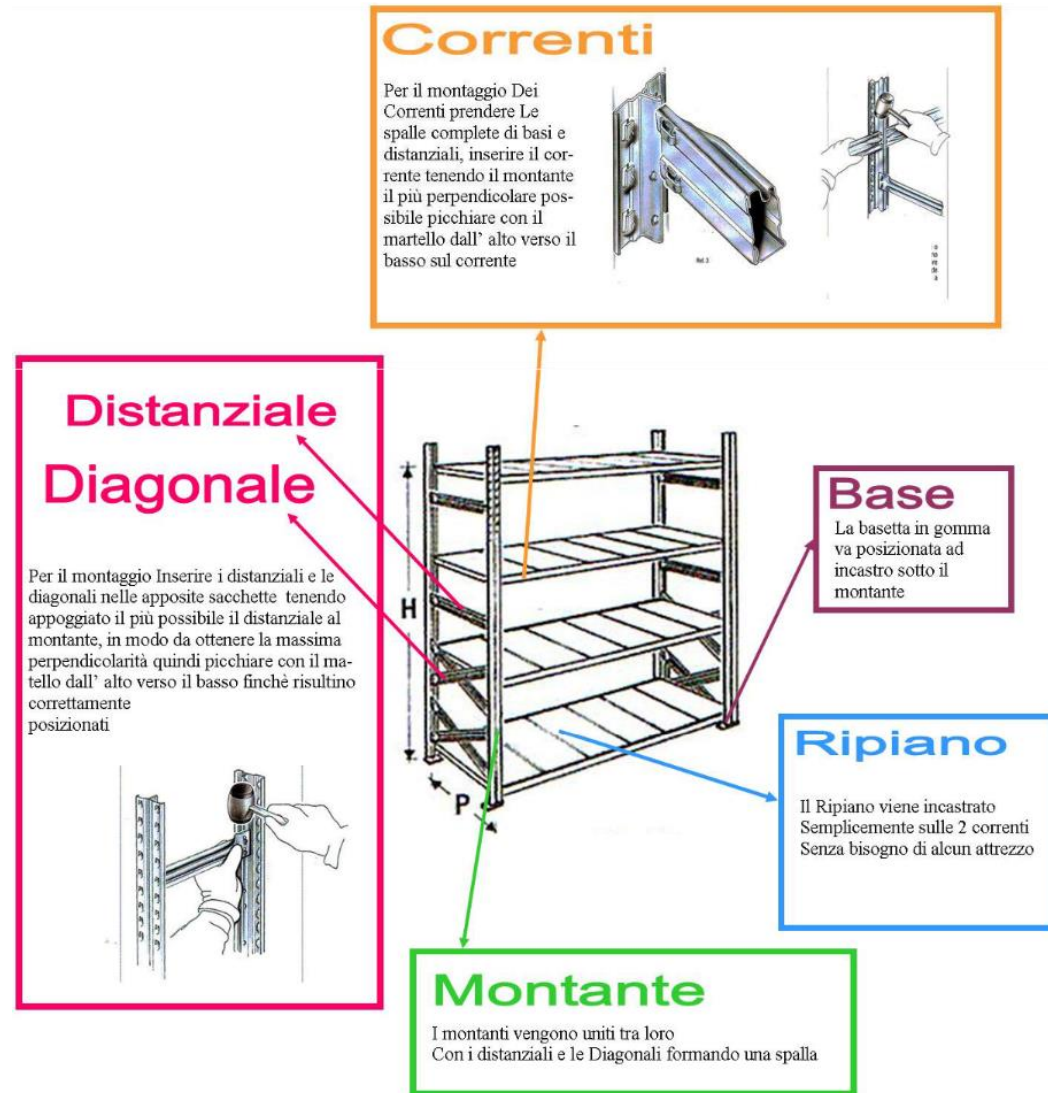 Correnti
Per il montaggio Dei
Correnti prendere Le
spalle complete di basi e
distanziali, inserire il cor-
rente tenendo il montante
il più perpendicolare pos-
sibile picchiare con il
martello dall’ alto verso il
basso sul corrente
Distanziale
Diagonale
Per il montaggio Inserire i distanziali e le
diagonali nelle apposite sacchette tenendo
appoggiato il più possibile il distanziale al
montante, in modo da ottenere la massima
perpendicolarità quindi picchiare con il ma-
tello dall’ alto verso il basso finchè risultino
correttamente
posizionati
H
P
Base
La basetta in gomma
va posizionata ad
incastro sotto il
montante
Ripiano
Il Ripiano viene incastrato
Semplicemente sulle 2 correnti
Senza bisogno di alcun attrezzo
Montante
I montanti vengono uniti tra loro
Con i distanziali e le Diagonali formando una spalla